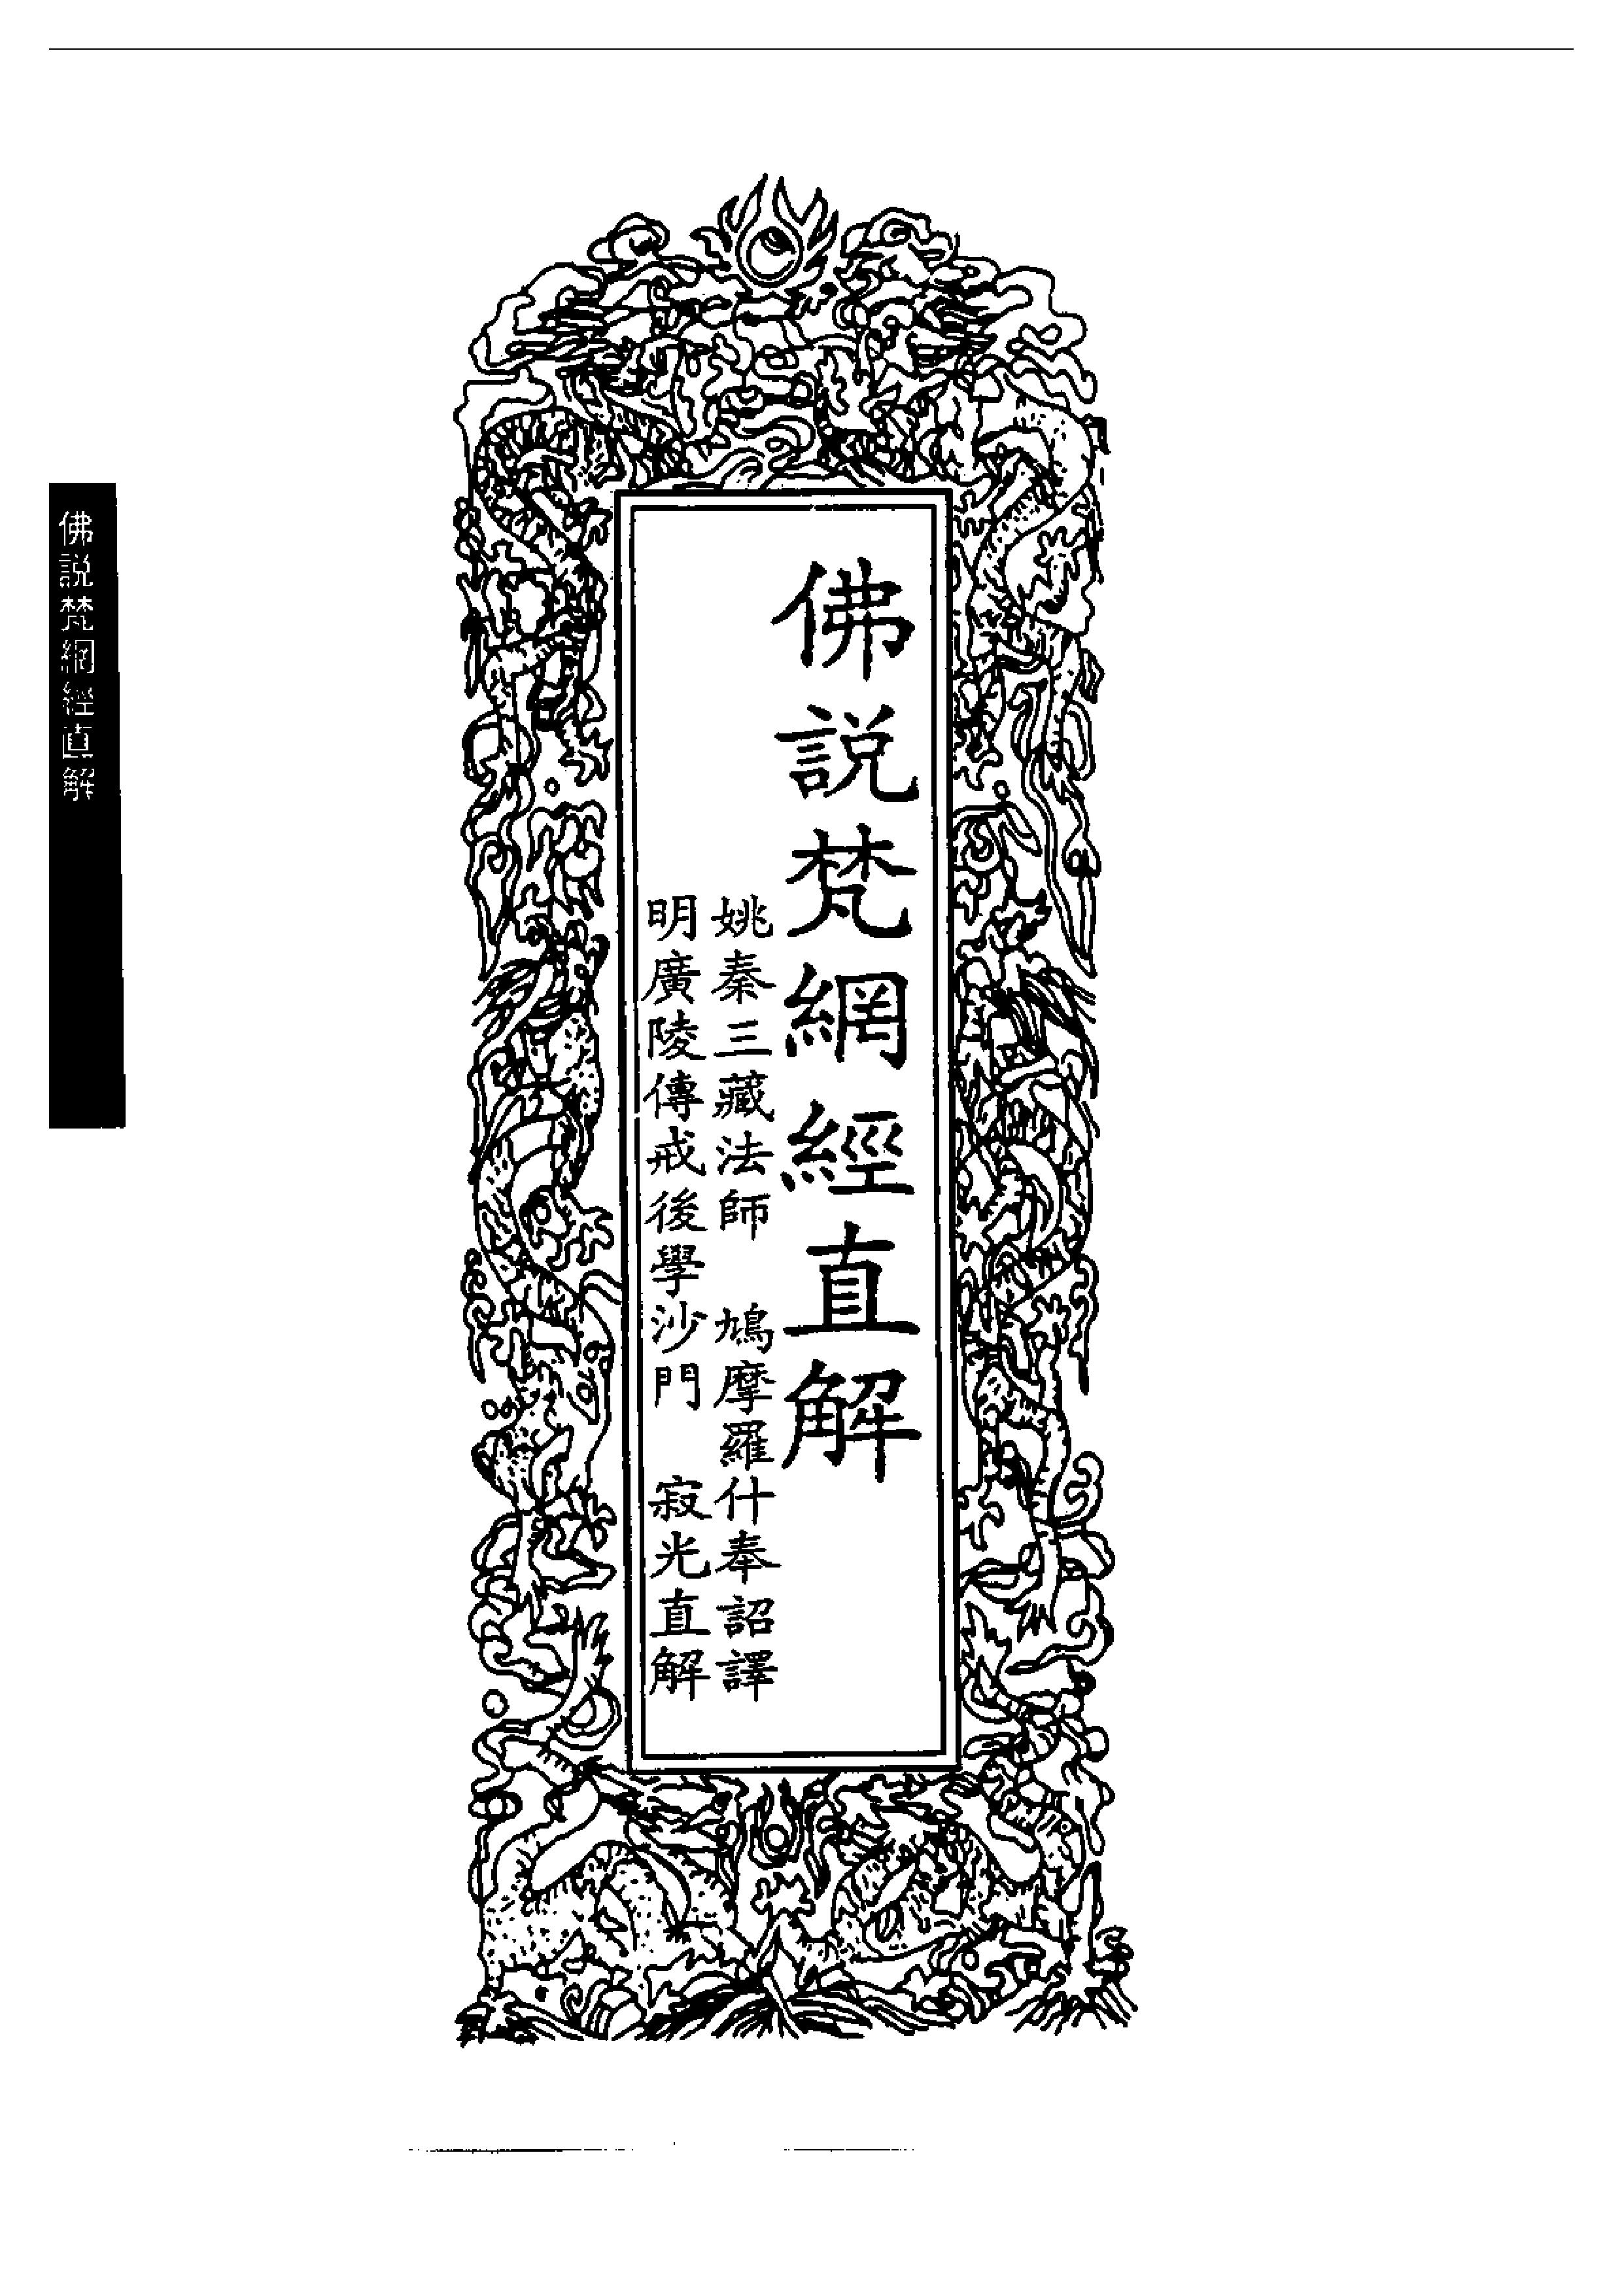 佛説梵網經直解
姚秦三藏法師　鳩摩羅什奉詔譯
明廣陵傳戒後學沙門　寂光直解
佛説梵網經直解